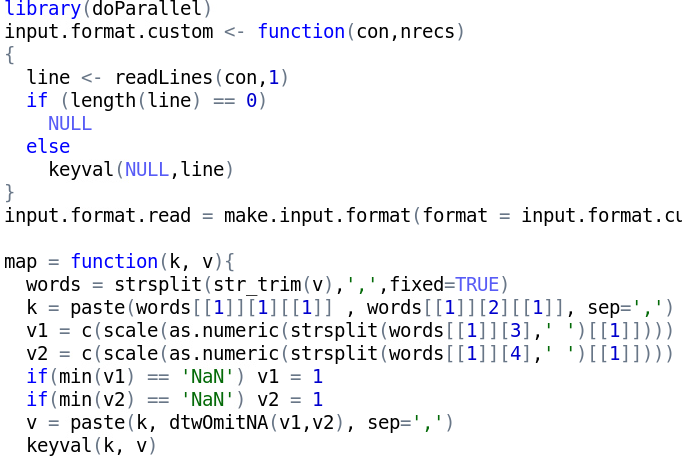 library(doParallel)
input.format.custom <- function(con,nrecs)
{
  line <- readLines(con,1)
  if (length(line) == 0)
    NULL
  else
    keyval(NULL,line)
}
input.format.read = make.input.format(format = input.format.cu

map = function(k, v){
  words = strsplit(str_trim(v),',',fixed=TRUE)
  k = paste(words[[1]][1][[1]] , words[[1]][2][[1]], sep=',')
  v1 = c(scale(as.numeric(strsplit(words[[1]][3],' ')[[1]])))
  v2 = c(scale(as.numeric(strsplit(words[[1]][4],' ')[[1]])))
  if(min(v1) == 'NaN') v1 = 1
  if(min(v2) == 'NaN') v2 = 1
  v = paste(k, dtwOmitNA(v1,v2), sep=',')
  keyval(k, v)